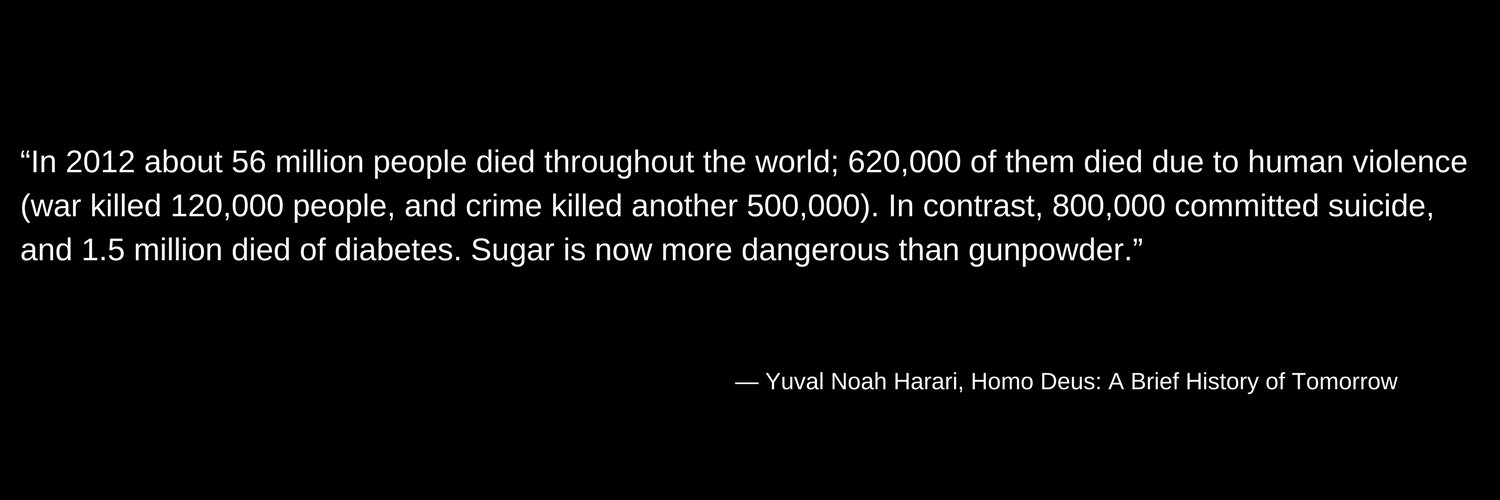 “In 2012 about 56 million people died throughout the world; 620,000 of them died due to human violence
(war killed 120,000 people, and crime killed another 500,000). In contrast, 800,000 committed suicide,
and 1.5 million died of diabetes. Sugar is now more dangerous than gunpowder.”
— Yuval Noah Harari, Homo Deus: A Brief History of Tomorrow